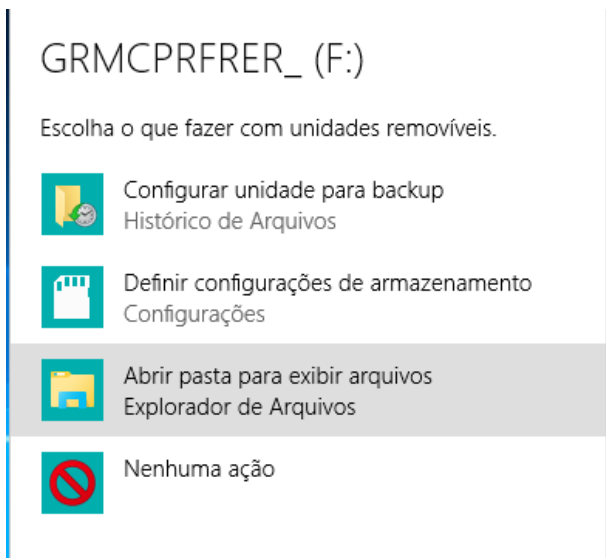 GRMCPRFRER_ (F:)
Escolha o que fazer com unidades removíveis.
Configurar unidade para backup
Histórico de Arquivos
Definir configurações de armazenamento
Configurações
Abrir pasta para exibir arquivos
Explorador de Arquivos
Nenhuma ação